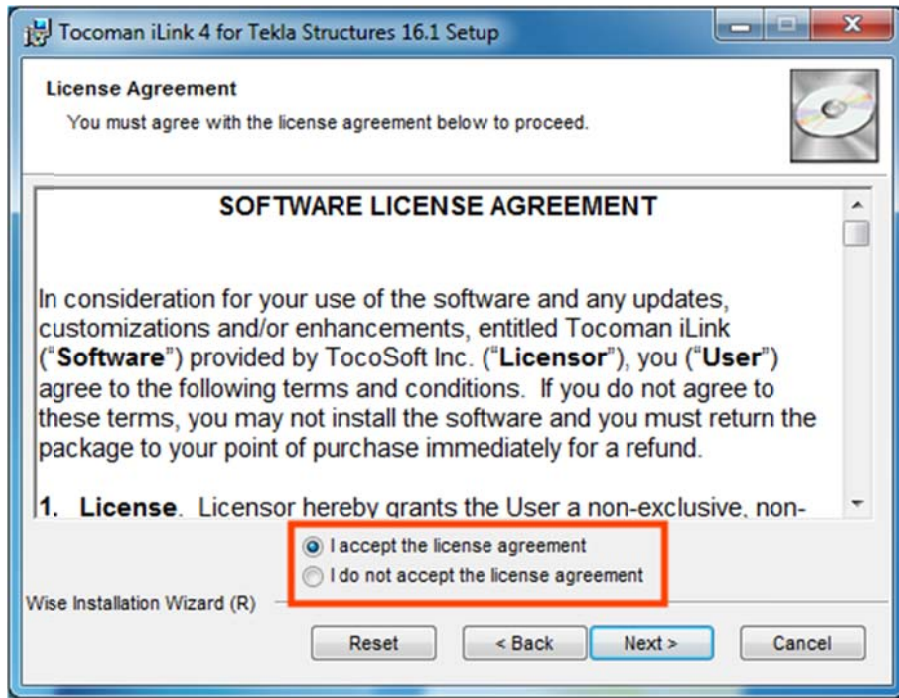 Tocoman iLink 4 for Tekla Structures 16.1 Setup
License Agreement
You must agree with the license agreement below to proceed.
SOFTWARE LICENSE AGREEMENT
In consideration for your use of the software and any updates,
customizations and/or enhancements, entitled Tocoman iLink
("Software") provided by TocoSoft Inc. ("Licensor"), you ("User")
agree to the following terms and conditions.  If you do not agree to
these terms, you may not install the software and you must return the
package to your point of purchase immediately for a refund.
1.  License.  Licensor hereby grants the User a non-exclusive, non-
I accept the license agreement
I do not accept the license agreement
Wise Installation Wizard (R)
Reset
< Back
Next >
Cancel